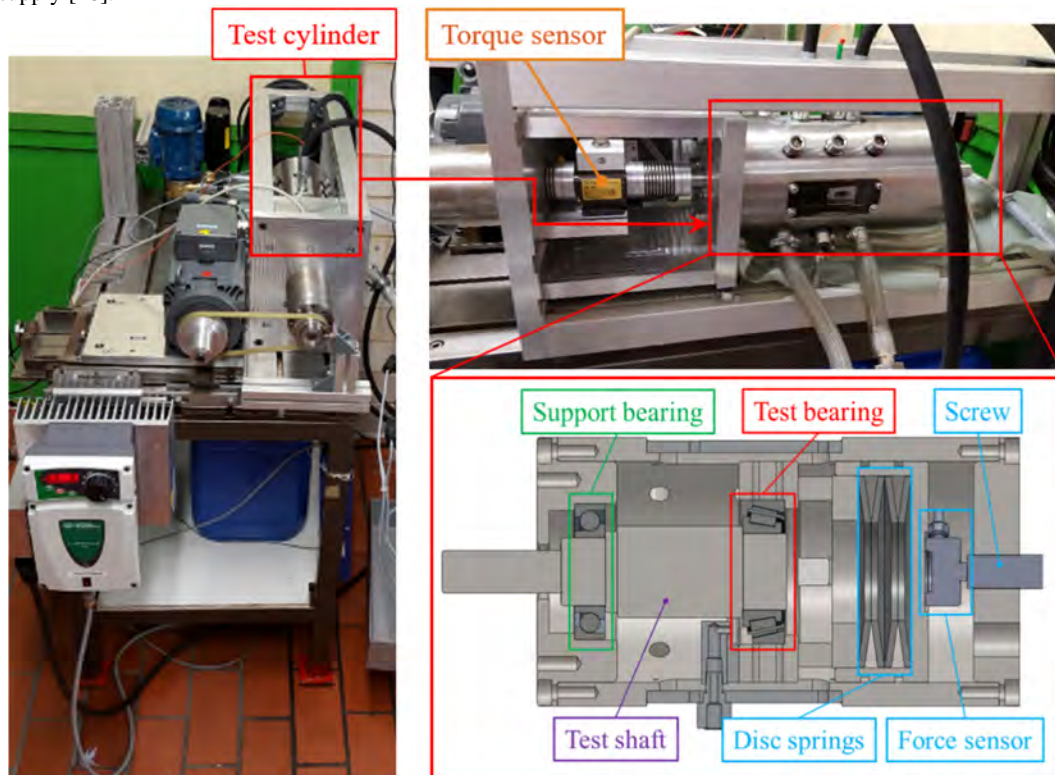 Test cylinder
Torque sensor
Support bearing
Test bearing
Screw
Test shaft
Disc springs
Force sensor